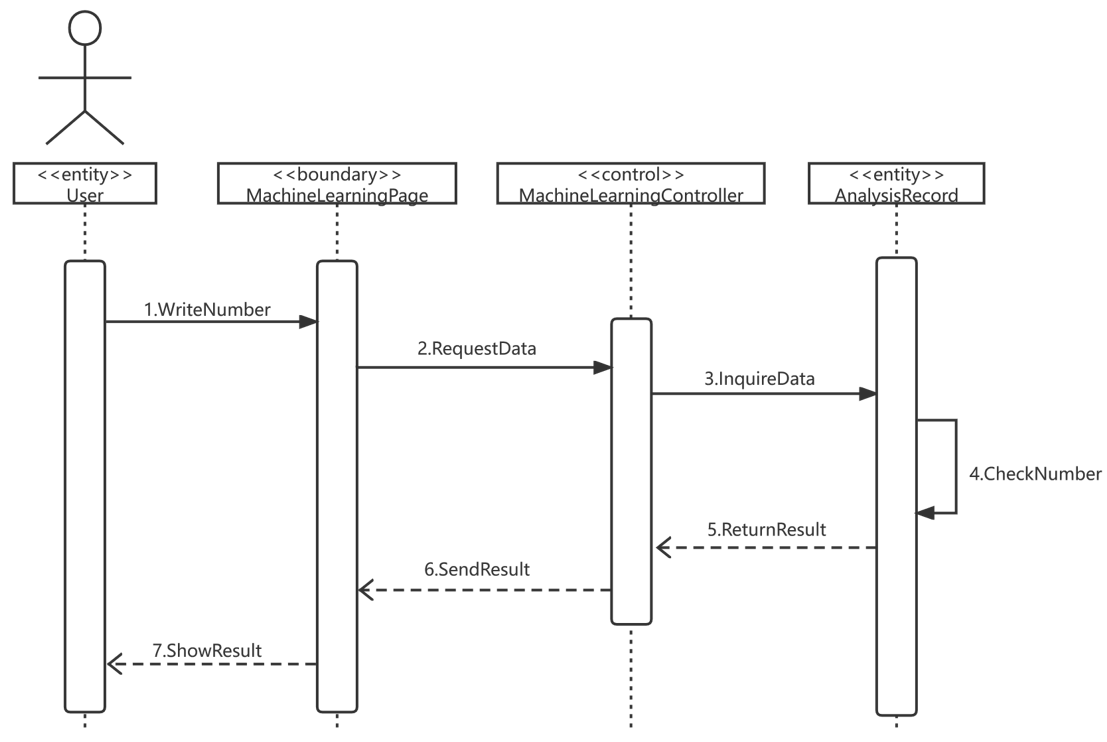 <<entity>>
User
<<boundary>>
MachineLearningPage
<<control>>
MachineLearningController
<<entity>>
AnalysisRecord
1.WriteNumber
2.RequestData
3.InquireData
4.CheckNumber
5.ReturnResult
6.SendResult
7.ShowResult